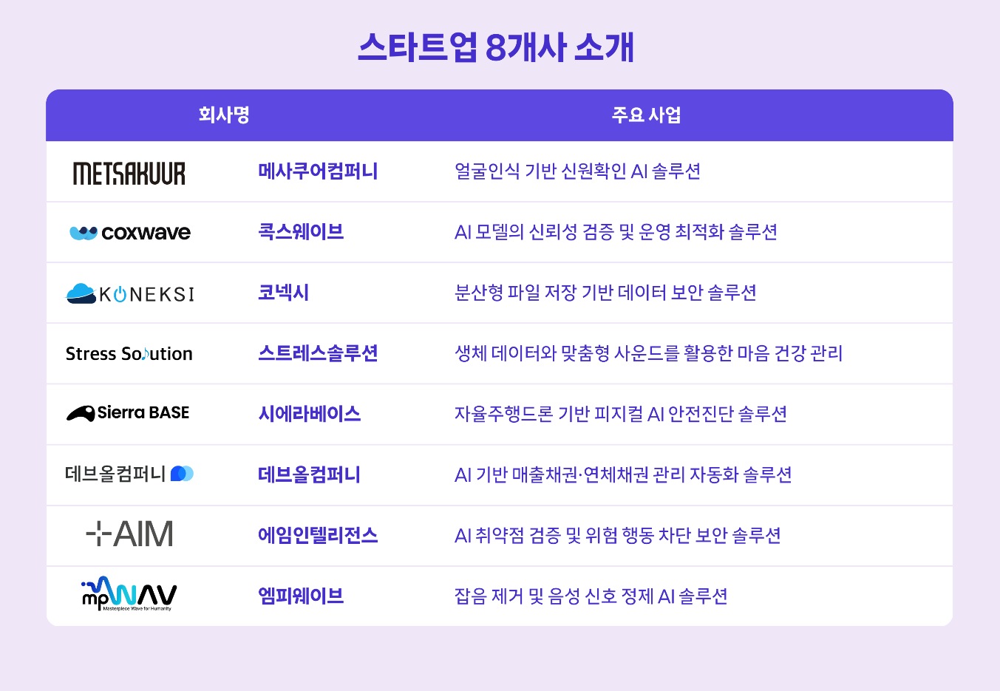 스타트업 8개사 소개
회사명 주요 사업
METSAKUUR 메사쿠어컴퍼니 얼굴인식 기반 신원확인 AI 솔루션
coxwave 콕스웨이브 AI 모델의 신뢰성 검증 및 운영 최적화 솔루션
KONEKSI 코넥시 분산형 파일 저장 기반 데이터 보안 솔루션
Stress Solution 스트레스솔루션 생체 데이터와 맞춤형 사운드를 활용한 마음 건강 관리
Sierra BASE 시에라베이스 자율주행드론 기반 피지컬 AI 안전진단 솔루션
데브올컴퍼니 데브올컴퍼니 AI 기반 매출채권·연체채권 관리 자동화 솔루션
AIM 에임인텔리전스 AI 취약점 검증 및 위험 행동 차단 보안 솔루션
mpWAV 엠피웨이브 잡음 제거 및 음성 신호 정제 AI 솔루션
Masterpiece Wave for Humanity